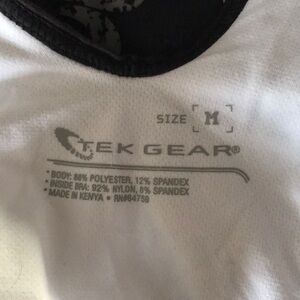 SIZE M
TEK GEAR®
• BODY: 88% POLYESTER, 12% SPANDEX
• INSIDE BRA: 92% NYLON, 8% SPANDEX
• MADE IN KENYA • RN#84759